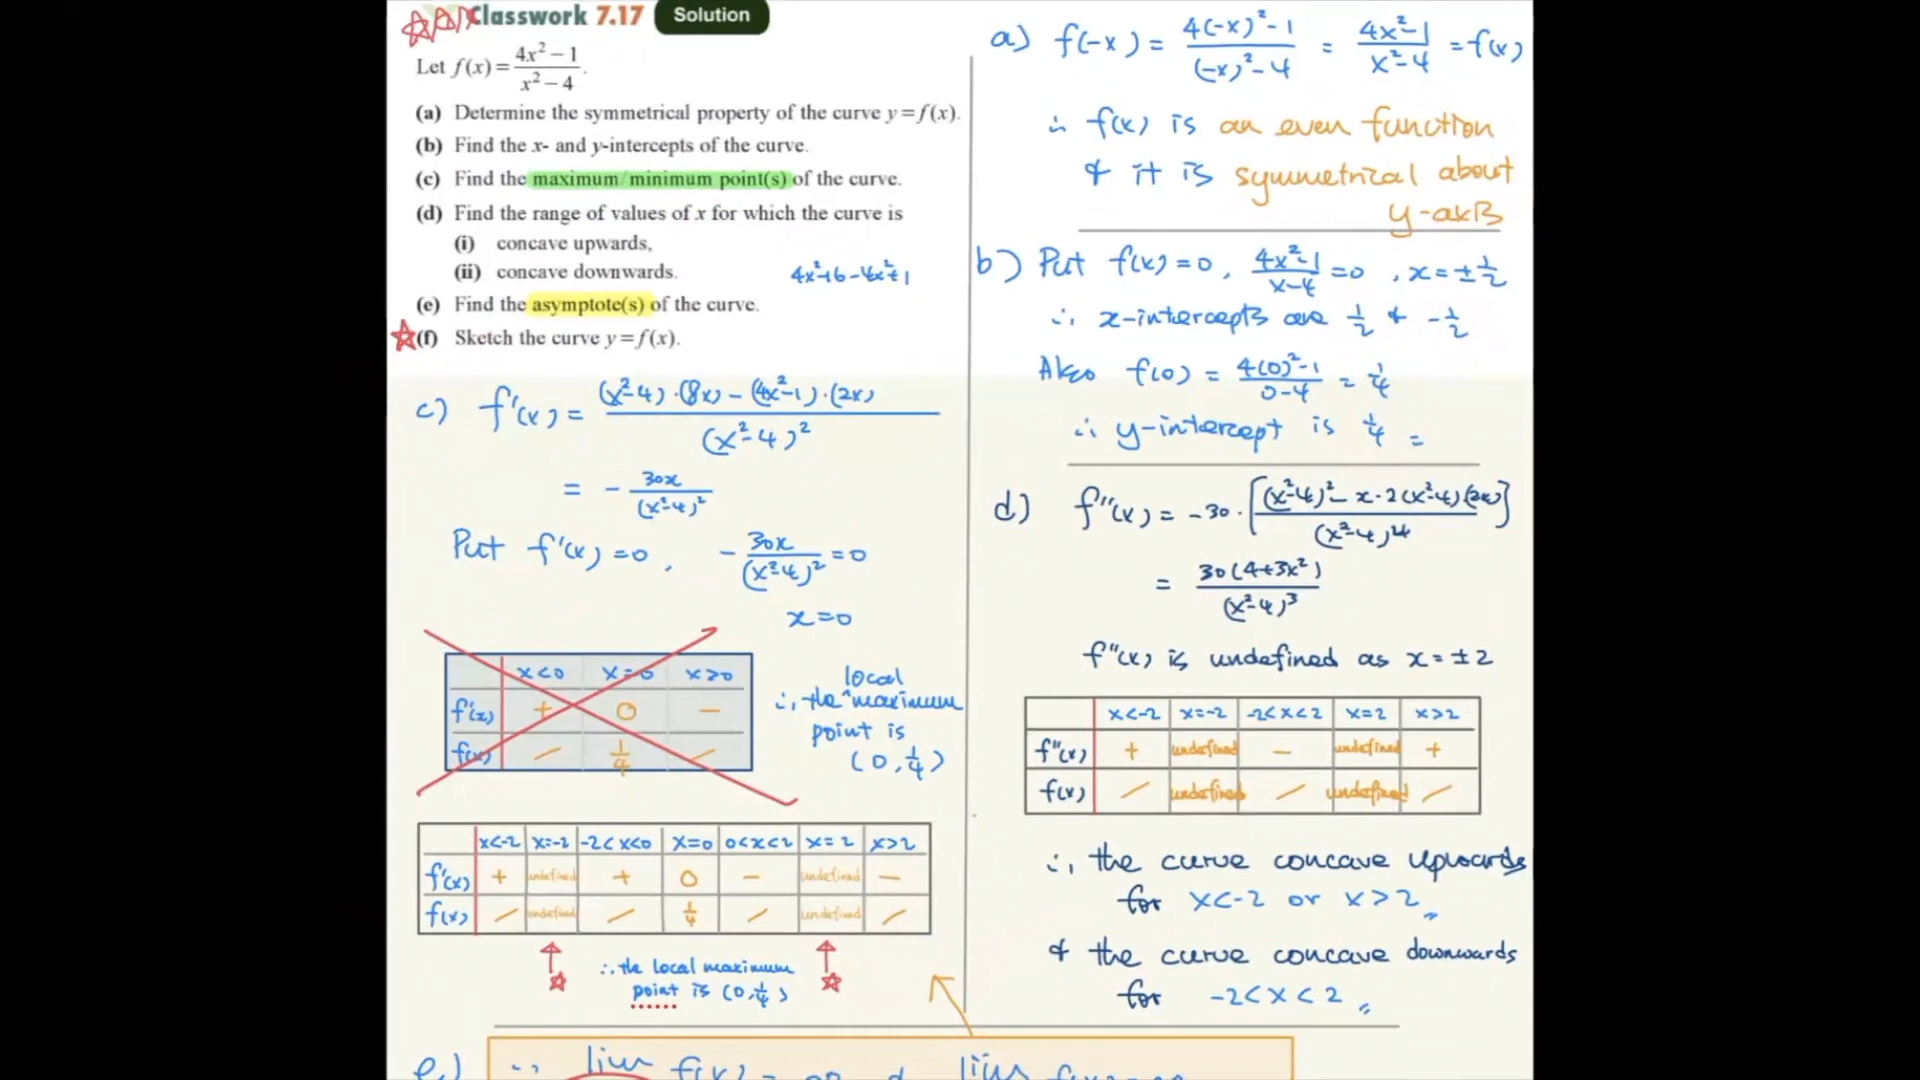 Classwork 7.17 Solution
Let f(x) = (4x² − 1)/(x² − 4).
(a) Determine the symmetrical property of the curve y = f(x).
(b) Find the x- and y-intercepts of the curve.
(c) Find the maximum/minimum point(s) of the curve.
(d) Find the range of values of x for which the curve is
(i) concave upwards,
(ii) concave downwards.
(e) Find the asymptote(s) of the curve.
(f) Sketch the curve y = f(x).
c) f'(x) = ((x²-4)·(8x) - (4x²-1)·(2x))/(x²-4)²
= - 30x/(x²-4)²
Put f'(x) = 0, - 30x/(x²-4)² = 0
x = 0
x<0 x=0 x>0
f'(x) + 0 −
f(x) / 1/4 /
local
∴ the ^ maximum
point is
(0, 1/4)
x<-2 x=-2 -2<x<0 x=0 0<x<2 x=2 x>2
f'(x) + undefined + 0 − undefined −
f(x) / undefined / 1/4 / undefined /
∴ the local maximum
point is (0, 1/4)
a) f(-x) = (4(-x)²-1)/((-x)²-4) = (4x²-1)/(x²-4) = f(x)
∴ f(x) is an even function
& it is symmetrical about
y-axis
b) Put f(x) = 0, (4x²-1)/(x-4) = 0, x = ±1/2
∴ x-intercepts are 1/2 & -1/2
Also f(0) = (4(0)²-1)/(0-4) = 1/4
∴ y-intercept is 1/4
d) f''(x) = -30·[((x²-4)² - x·2(x²-4)(2x))/(x²-4)⁴]
= 30(4+3x²)/(x²-4)³
f''(x) is undefined as x = ±2
x<-2 x=-2 -2<x<2 x=2 x>2
f''(x) + undefined − undefined +
f(x) / undefined / undefined /
∴ the curve concave upwards
for x<-2 or x>2
& the curve concave downwards
for -2<x<2
e) ∵ lim f(x) =